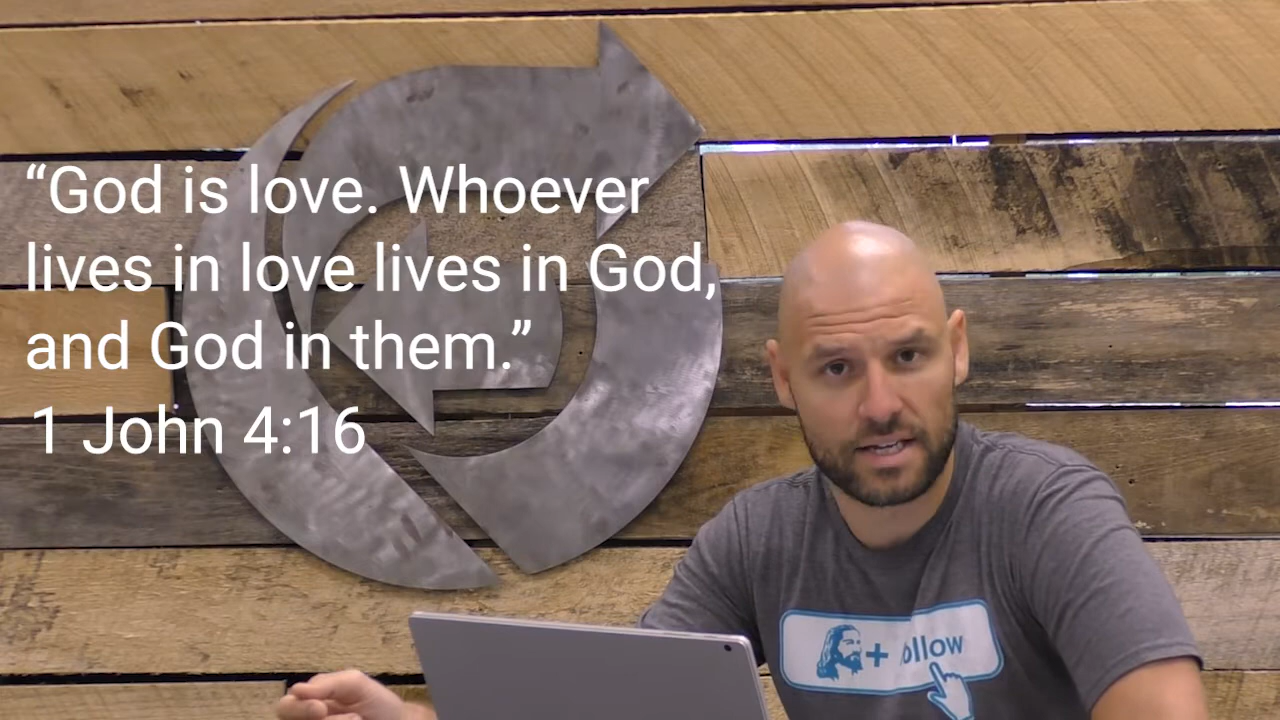 “God is love. Whoever
lives in love lives in God,
and God in them.”
1 John 4:16
+ ollow